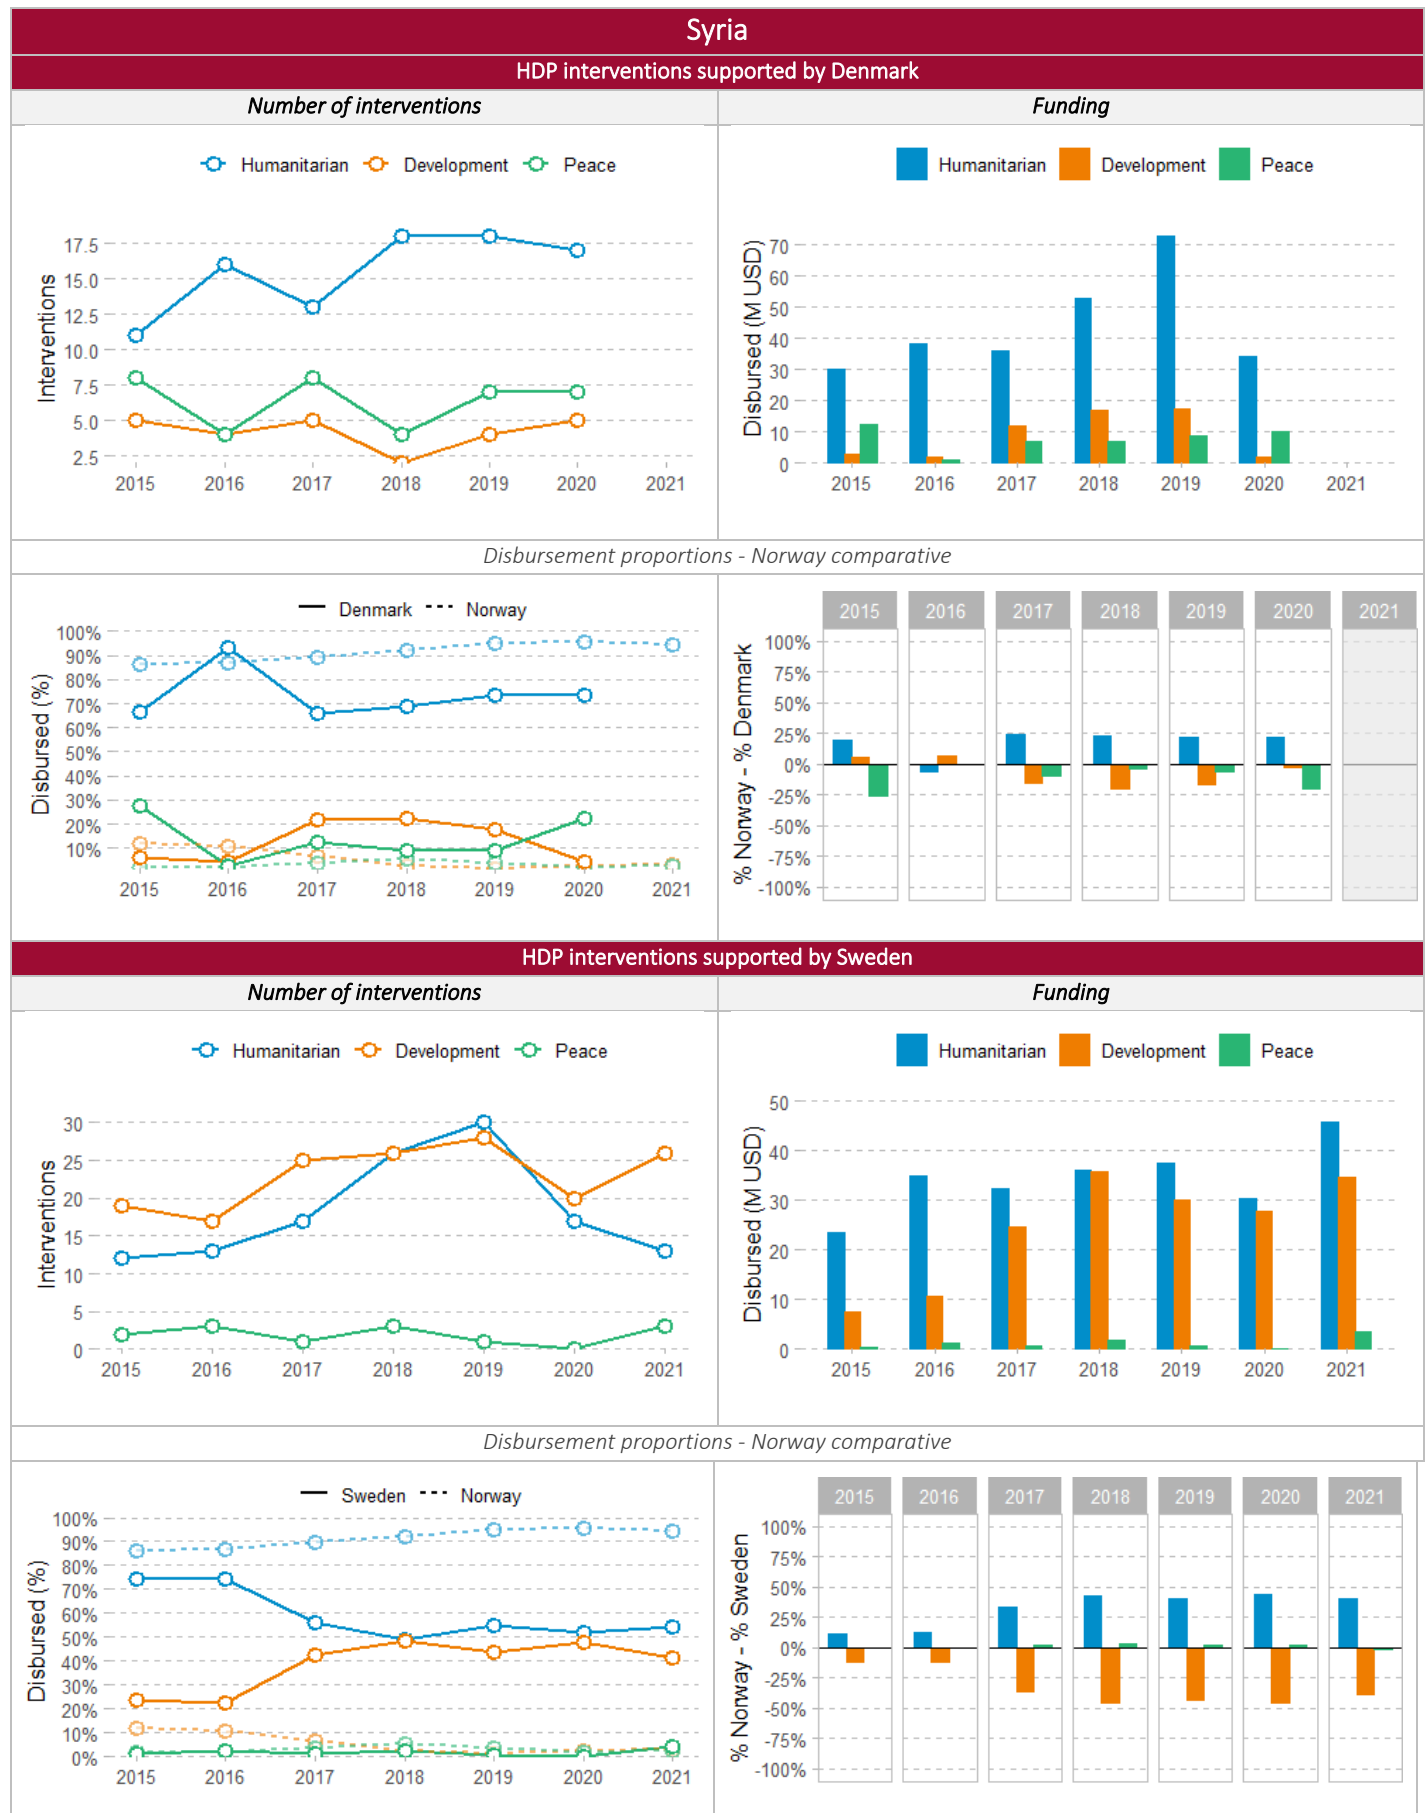 Syria
HDP interventions supported by Denmark
Number of interventions
Funding
Humanitarian Development Peace
Interventions
17.5
15.0
12.5
10.0
7.5
5.0
2.5
2015 2016 2017 2018 2019 2020 2021
Humanitarian Development Peace
Disbursed (M USD)
70
60
50
40
30
20
10
0
2015 2016 2017 2018 2019 2020 2021
Disbursement proportions - Norway comparative
Denmark Norway
Disbursed (%)
100%
90%
80%
70%
60%
50%
40%
30%
20%
10%
2015 2016 2017 2018 2019 2020 2021
2015 2016 2017 2018 2019 2020 2021
% Norway - % Denmark
100%
75%
50%
25%
0%
-25%
-50%
-75%
-100%
HDP interventions supported by Sweden
Number of interventions
Funding
Humanitarian Development Peace
Interventions
30
25
20
15
10
5
0
2015 2016 2017 2018 2019 2020 2021
Humanitarian Development Peace
Disbursed (M USD)
50
40
30
20
10
0
2015 2016 2017 2018 2019 2020 2021
Disbursement proportions - Norway comparative
Sweden Norway
Disbursed (%)
100%
90%
80%
70%
60%
50%
40%
30%
20%
10%
0%
2015 2016 2017 2018 2019 2020 2021
2015 2016 2017 2018 2019 2020 2021
% Norway - % Sweden
100%
75%
50%
25%
0%
-25%
-50%
-75%
-100%